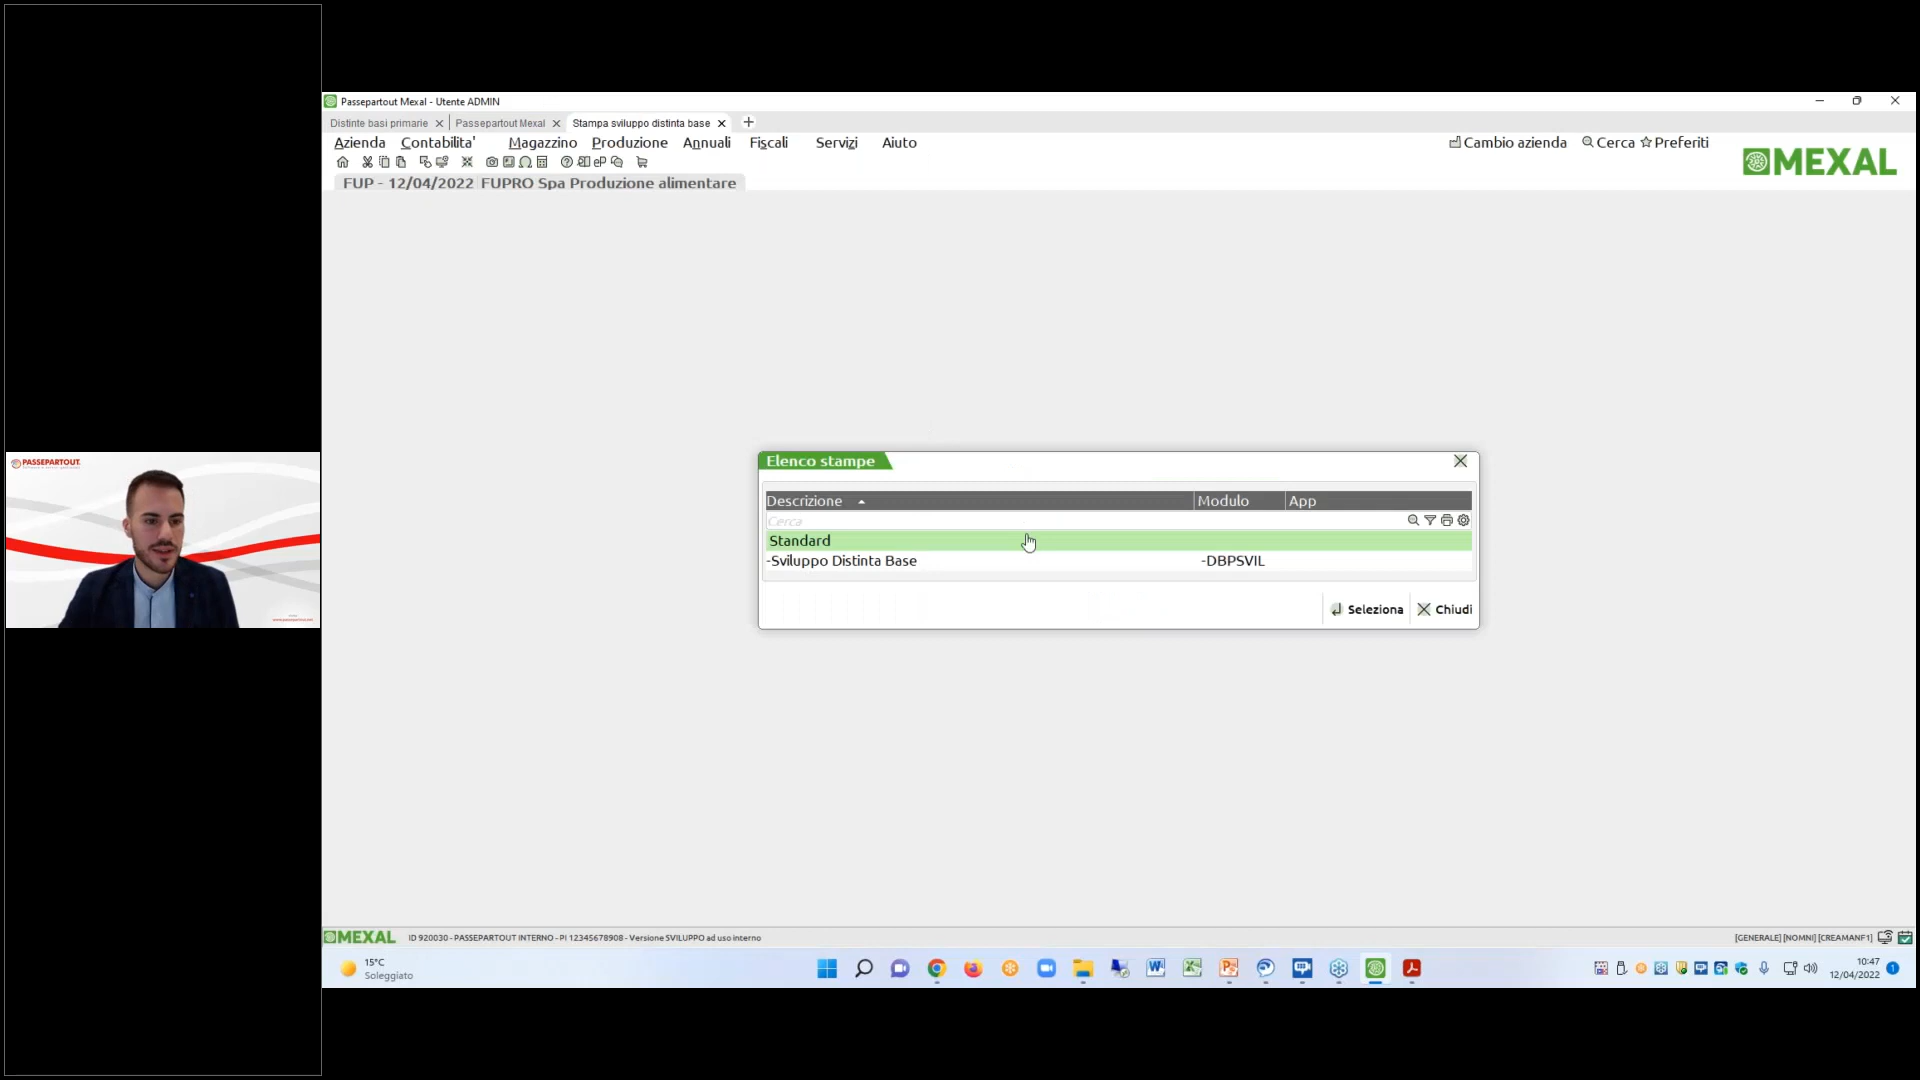 Passepartout Mexal - Utente ADMIN
Distinte basi primarie
Passepartout Mexal
Stampa sviluppo distinta base
Azienda Contabilita' Magazzino Produzione Annuali Fiscali Servizi Aiuto
Cambio azienda Cerca Preferiti
MEXAL
FUP - 12/04/2022 FUPRO Spa Produzione alimentare
PASSEPARTOUT
Elenco stampe
Descrizione Modulo App
Cerca
Standard
-Sviluppo Distinta Base -DBPSVIL
Seleziona Chiudi
MEXAL ID 920030 - PASSEPARTOUT INTERNO - PI 12345678908 - Versione SVILUPPO ad uso interno
[GENERALE] [NOMNI] [CREAMANF1]
15°C
Soleggiato
10:47
12/04/2022
1